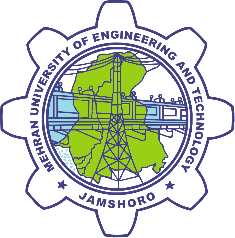 MEHRAN UNIVERSITY OF ENGINEERING AND TECHNOLOGY
JAMSHORO